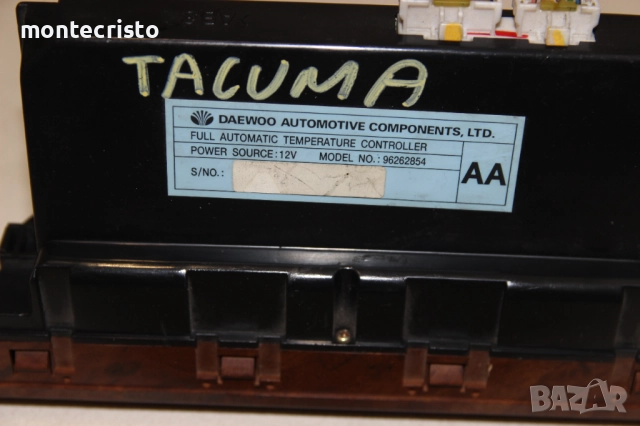 montecristo
TACUMA
DAEWOO AUTOMOTIVE COMPONENTS, LTD.
FULL AUTOMATIC TEMPERATURE CONTROLLER
POWER SOURCE:12V MODEL NO.: 96262854
S/NO.:
AA
BAZAR